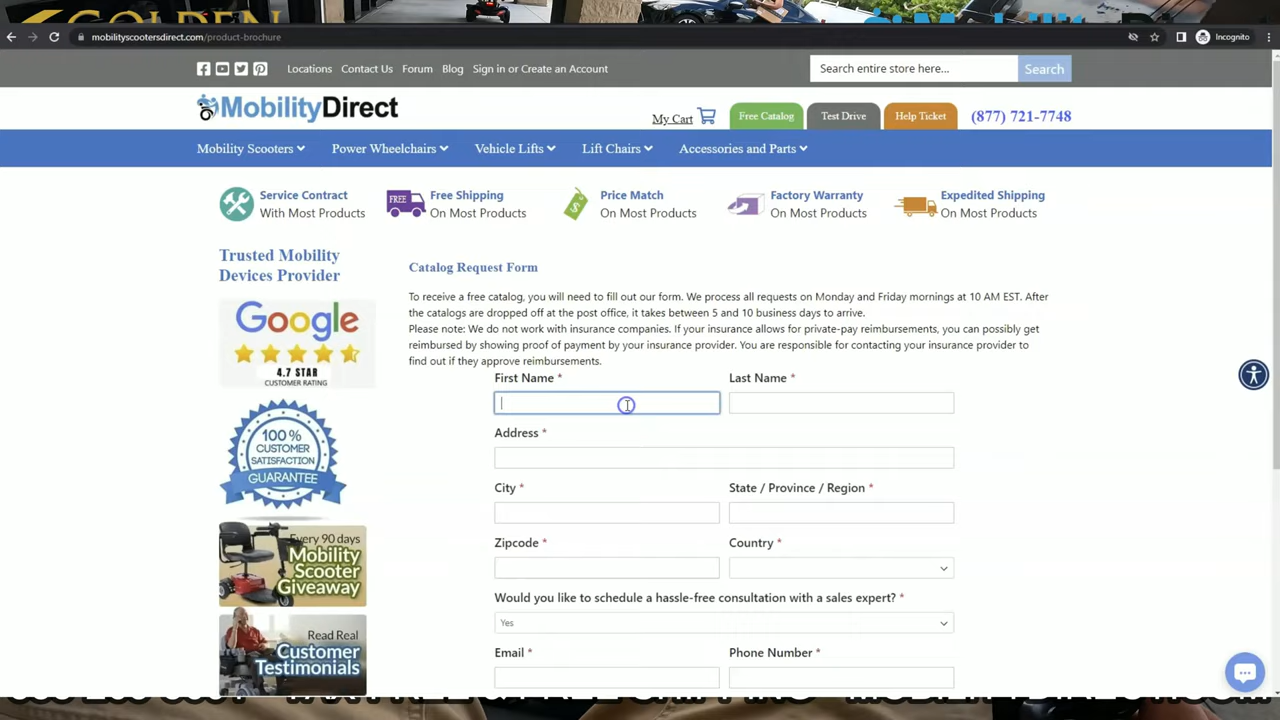 GOLDEN
mobilityscootersdirect.com/product-brochure
Incognito
Locations Contact Us Forum Blog Sign in or Create an Account
Search entire store here... Search
MobilityDirect
My Cart Free Catalog Test Drive Help Ticket (877) 721-7748
Mobility Scooters Power Wheelchairs Vehicle Lifts Lift Chairs Accessories and Parts
Service Contract
With Most Products
FREE
Free Shipping
On Most Products
Price Match
On Most Products
Factory Warranty
On Most Products
Expedited Shipping
On Most Products
Trusted Mobility
Devices Provider
Google
4.7 STAR
CUSTOMER RATING
100%
CUSTOMER
SATISFACTION
GUARANTEE
Every 90 days
Mobility
Scooter
Giveaway
Read Real
Customer
Testimonials
Catalog Request Form
To receive a free catalog, you will need to fill out our form. We process all requests on Monday and Friday mornings at 10 AM EST. After
the catalogs are dropped off at the post office, it takes between 5 and 10 business days to arrive.
Please note: We do not work with insurance companies. If your insurance allows for private-pay reimbursements, you can possibly get
reimbursed by showing proof of payment by your insurance provider. You are responsible for contacting your insurance provider to
find out if they approve reimbursements.
First Name * Last Name *
Address *
City * State / Province / Region *
Zipcode * Country *
Would you like to schedule a hassle-free consultation with a sales expert? *
Yes
Email * Phone Number *